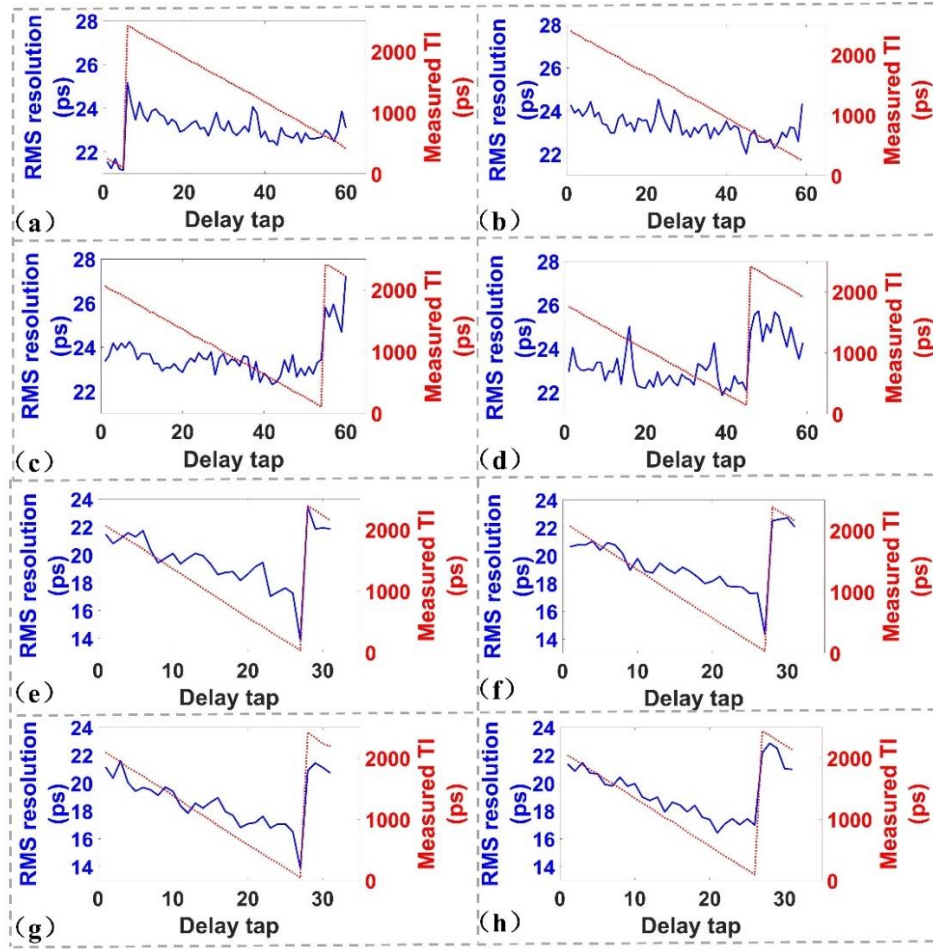 28
26
24
22
RMS resolution
(ps)
2000
1000
0
Measured TI
(ps)
0 20 40 60
Delay tap
(a)
28
26
24
22
RMS resolution
(ps)
2000
1000
0
Measured TI
(ps)
0 20 40 60
Delay tap
(b)
28
26
24
22
RMS resolution
(ps)
2000
1000
0
Measured TI
(ps)
0 20 40 60
Delay tap
(c)
28
26
24
22
RMS resolution
(ps)
2000
1000
0
Measured TI
(ps)
0 20 40 60
Delay tap
(d)
24
22
20
18
16
14
RMS resolution
(ps)
2000
1000
0
Measured TI
(ps)
0 10 20 30
Delay tap
(e)
24
22
20
18
16
14
RMS resolution
(ps)
2000
1000
0
Measured TI
(ps)
0 10 20 30
Delay tap
(f)
24
22
20
18
16
14
RMS resolution
(ps)
2000
1000
0
Measured TI
(ps)
0 10 20 30
Delay tap
(g)
24
22
20
18
16
14
RMS resolution
(ps)
2000
1000
0
Measured TI
(ps)
0 10 20 30
Delay tap
(h)